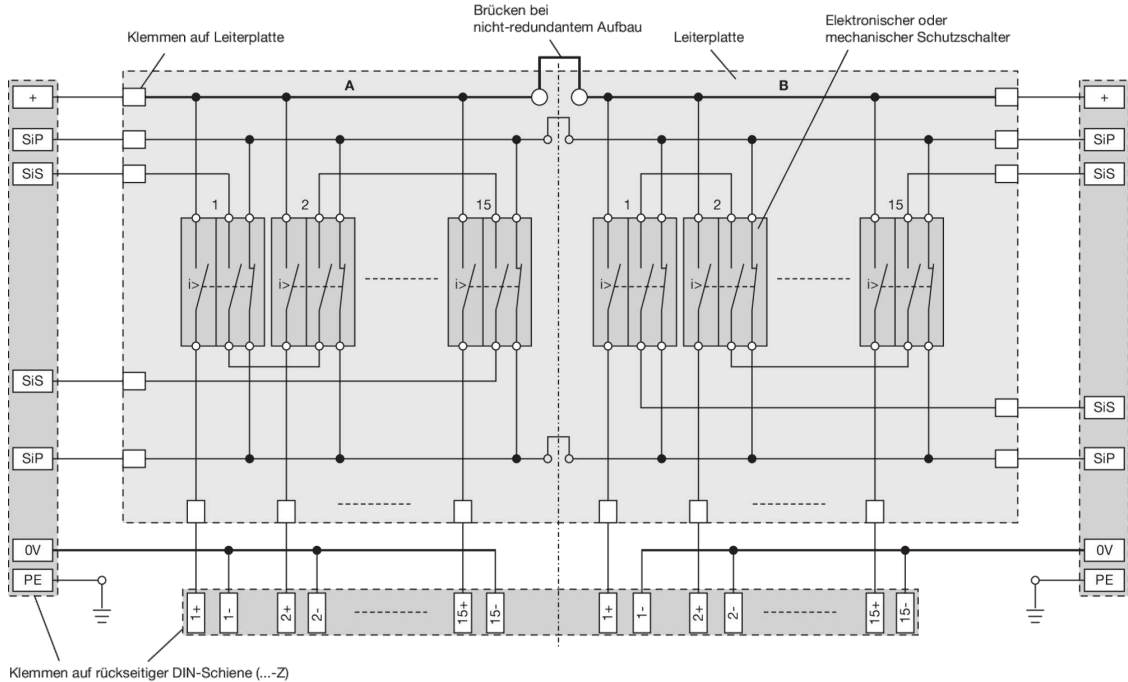 Brücken bei
nicht-redundantem Aufbau
Elektronischer oder
mechanischer Schutzschalter
Klemmen auf Leiterplatte
Leiterplatte
A
B
+
+
SiP
SiP
SiS
SiS
1
2
15
1
2
15
i>
i>
i>
i>
i>
i>
SiS
SiS
SiP
SiP
0V
0V
PE
PE
1+
1-
2+
2-
15+
15-
1+
1-
2+
2-
15+
15-
Klemmen auf rückseitiger DIN-Schiene (...-Z)